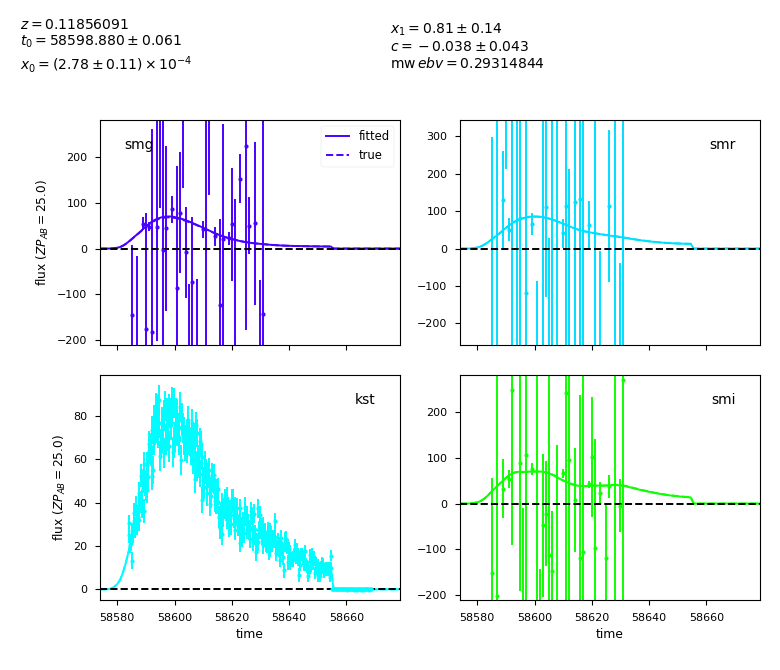 z = 0.11856091
t₀ = 58598.880 ± 0.061
x₀ = (2.78 ± 0.11) × 10⁻⁴
x₁ = 0.81 ± 0.14
c = −0.038 ± 0.043
mw ebv = 0.29314844
smg
fitted
true
200
100
0
−100
−200
flux (ZP_AB = 25.0)
smr
300
200
100
0
−100
−200
kst
80
60
40
20
0
flux (ZP_AB = 25.0)
58580 58600 58620 58640 58660
time
smi
200
100
0
−100
−200
58580 58600 58620 58640 58660
time